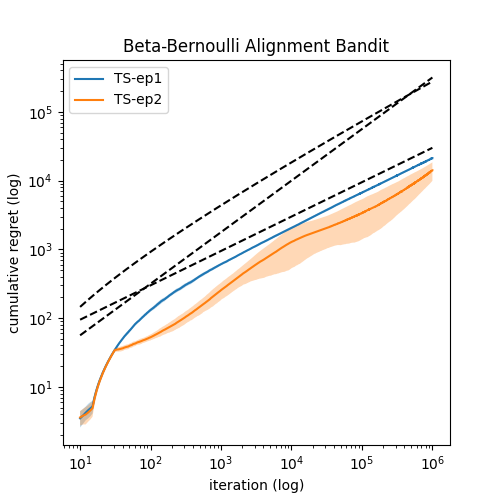 Beta-Bernoulli Alignment Bandit
TS-ep1
TS-ep2
cumulative regret (log)
10^5
10^4
10^3
10^2
10^1
10^1 10^2 10^3 10^4 10^5 10^6
iteration (log)